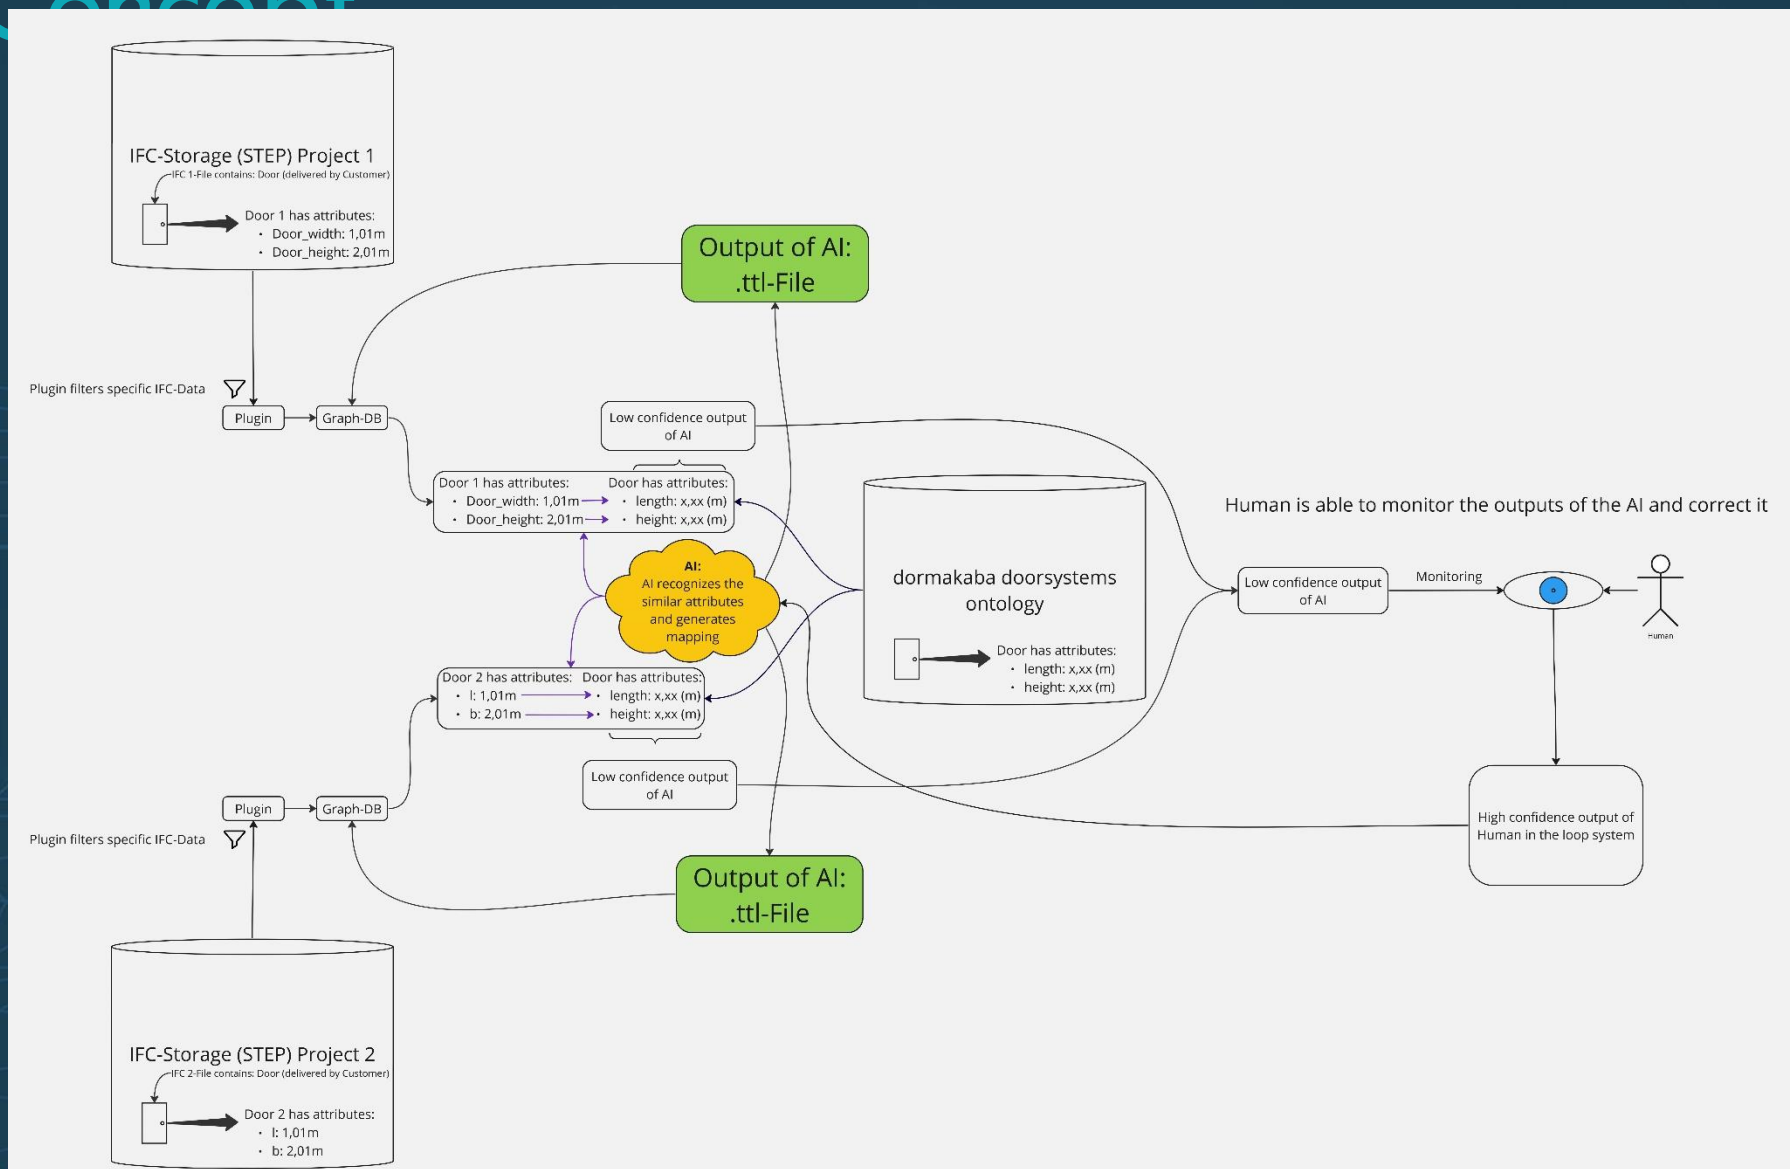 IFC-Storage (STEP) Project 1
IFC 1-File contains: Door (delivered by Customer)
Door 1 has attributes:
• Door_width: 1,01m
• Door_height: 2,01m
Output of AI:
.ttl-File
Plugin filters specific IFC-Data
Plugin
Graph-DB
Low confidence output
of AI
Door 1 has attributes:
• Door_width: 1,01m
• Door_height: 2,01m
Door has attributes:
• length: x,xx (m)
• height: x,xx (m)
AI:
AI recognizes the
similar attributes
and generates
mapping
dormakaba doorsystems
ontology
Door has attributes:
• length: x,xx (m)
• height: x,xx (m)
Human is able to monitor the outputs of the AI and correct it
Low confidence output
of AI
Monitoring
Human
Door 2 has attributes:
• l: 1,01m
• b: 2,01m
Door has attributes:
• length: x,xx (m)
• height: x,xx (m)
Low confidence output
of AI
High confidence output of
Human in the loop system
Plugin
Graph-DB
Plugin filters specific IFC-Data
Output of AI:
.ttl-File
IFC-Storage (STEP) Project 2
IFC 2-File contains: Door (delivered by Customer)
Door 2 has attributes:
• l: 1,01m
• b: 2,01m